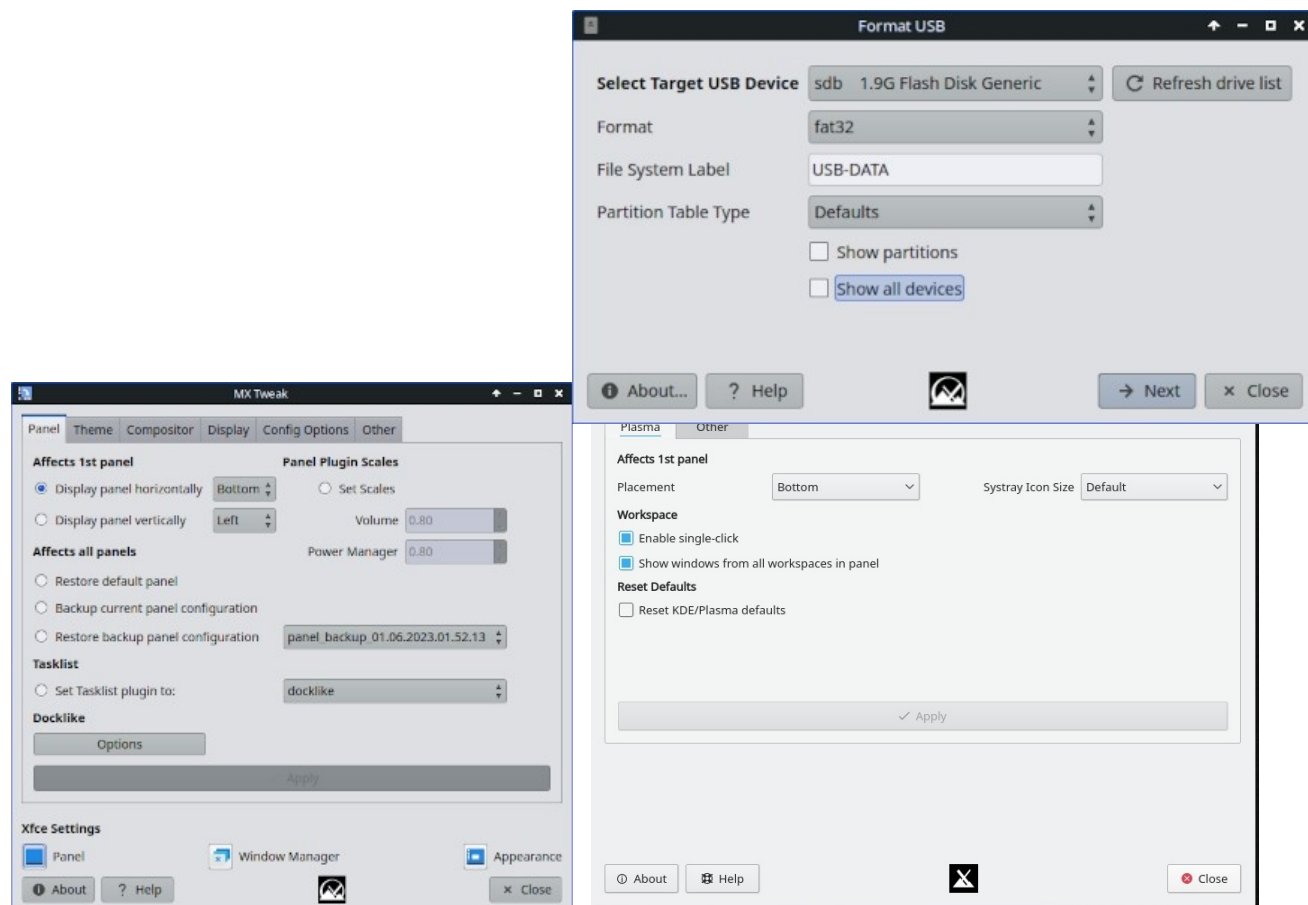 Format USB
Select Target USB Device sdb 1.9G Flash Disk Generic Refresh drive list
Format fat32
File System Label USB-DATA
Partition Table Type Defaults
Show partitions
Show all devices
About... ? Help Next Close
MX Tweak
Panel Theme Compositor Display Config Options Other
Affects 1st panel Panel Plugin Scales
Display panel horizontally Bottom Set Scales
Display panel vertically Left Volume 0.80
Affects all panels Power Manager 0.80
Restore default panel
Backup current panel configuration
Restore backup panel configuration panel_backup_01.06.2023.01.52.13
Tasklist
Set Tasklist plugin to: docklike
Docklike
Options
Apply
Xfce Settings
Panel Window Manager Appearance
About ? Help Close
Plasma Other
Affects 1st panel
Placement Bottom Systray Icon Size Default
Workspace
Enable single-click
Show windows from all workspaces in panel
Reset Defaults
Reset KDE/Plasma defaults
Apply
About Help Close